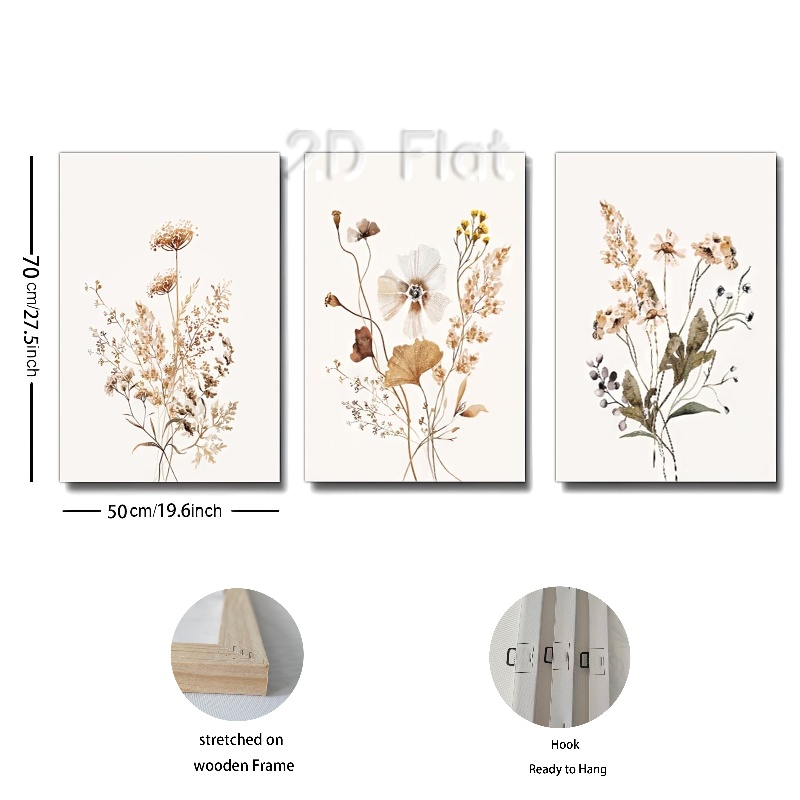 2D Flat
70 cm/27.5inch
50cm/19.6inch
stretched on
wooden Frame
Hook
Ready to Hang